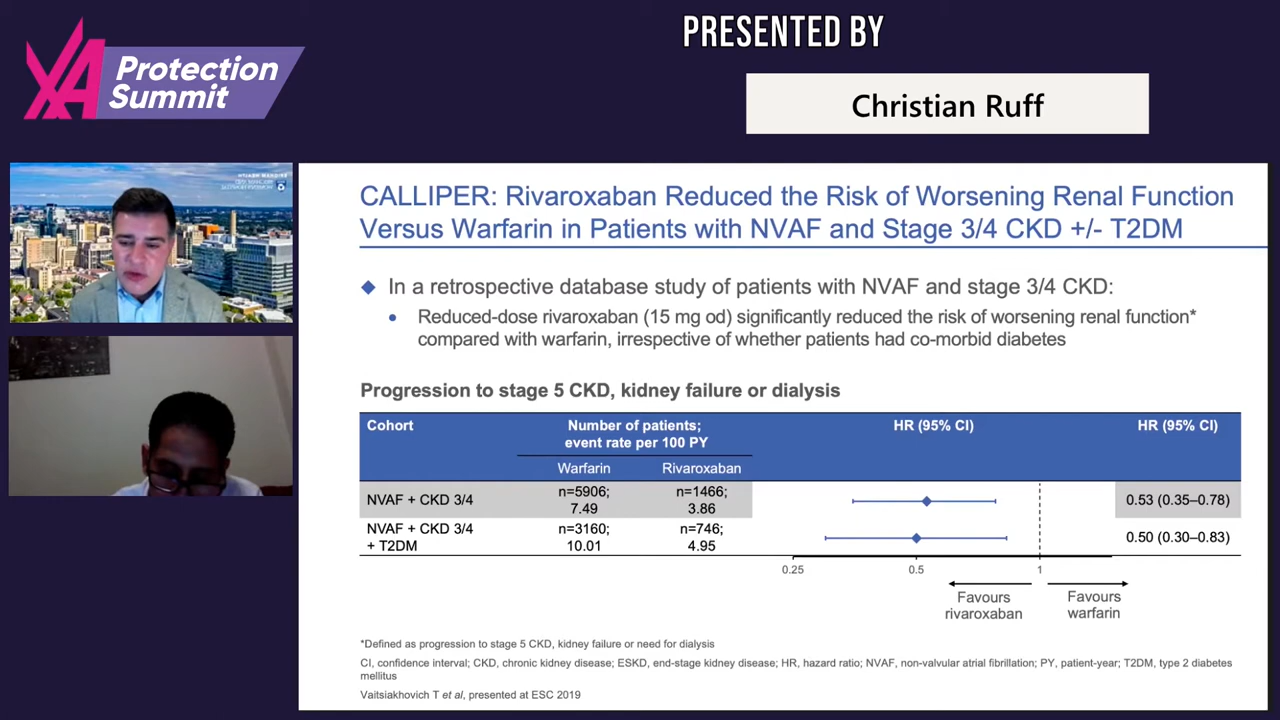 PRESENTED BY
XA Protection
Summit
Christian Ruff
CALLIPER: Rivaroxaban Reduced the Risk of Worsening Renal Function
Versus Warfarin in Patients with NVAF and Stage 3/4 CKD +/- T2DM
◆ In a retrospective database study of patients with NVAF and stage 3/4 CKD:
• Reduced-dose rivaroxaban (15 mg od) significantly reduced the risk of worsening renal function*
compared with warfarin, irrespective of whether patients had co-morbid diabetes
Progression to stage 5 CKD, kidney failure or dialysis
Cohort
Number of patients;
event rate per 100 PY
HR (95% CI)
HR (95% CI)
Warfarin
Rivaroxaban
NVAF + CKD 3/4
n=5906;
7.49
n=1466;
3.86
0.53 (0.35–0.78)
NVAF + CKD 3/4
+ T2DM
n=3160;
10.01
n=746;
4.95
0.50 (0.30–0.83)
0.25
0.5
1
Favours
rivaroxaban
Favours
warfarin
*Defined as progression to stage 5 CKD, kidney failure or need for dialysis
CI, confidence interval; CKD, chronic kidney disease; ESKD, end-stage kidney disease; HR, hazard ratio; NVAF, non-valvular atrial fibrillation; PY, patient-year; T2DM, type 2 diabetes
mellitus
Vaitsiakhovich T et al, presented at ESC 2019